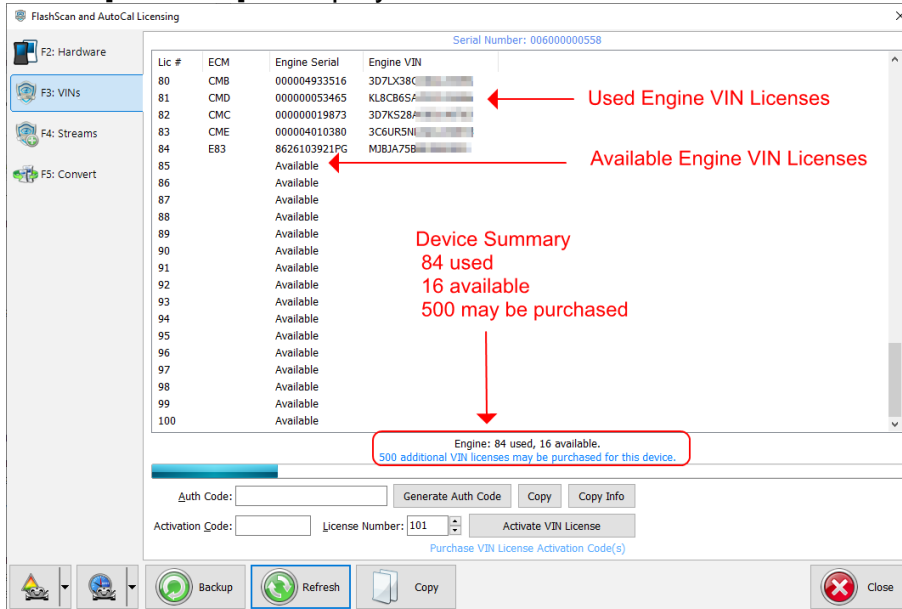 FlashScan and AutoCal Licensing
F2: Hardware
F3: VINs
F4: Streams
F5: Convert
Serial Number: 006000000558
Lic # ECM Engine Serial Engine VIN
80 CMB 000004933516 3D7LX38C
81 CMD 000000053465 KL8CB6SA
82 CMC 000000019873 3D7KS28A
83 CME 000004010380 3C6UR5NL
84 E83 8626103921PG MJBJA75B
85 Available
86 Available
87 Available
88 Available
89 Available
90 Available
91 Available
92 Available
93 Available
94 Available
95 Available
96 Available
97 Available
98 Available
99 Available
100 Available
Used Engine VIN Licenses
Available Engine VIN Licenses
Device Summary
84 used
16 available
500 may be purchased
Engine: 84 used, 16 available.
500 additional VIN licenses may be purchased for this device.
Auth Code: Generate Auth Code Copy Copy Info
Activation Code: License Number: 101 Activate VIN License
Purchase VIN License Activation Code(s)
Backup Refresh Copy Close